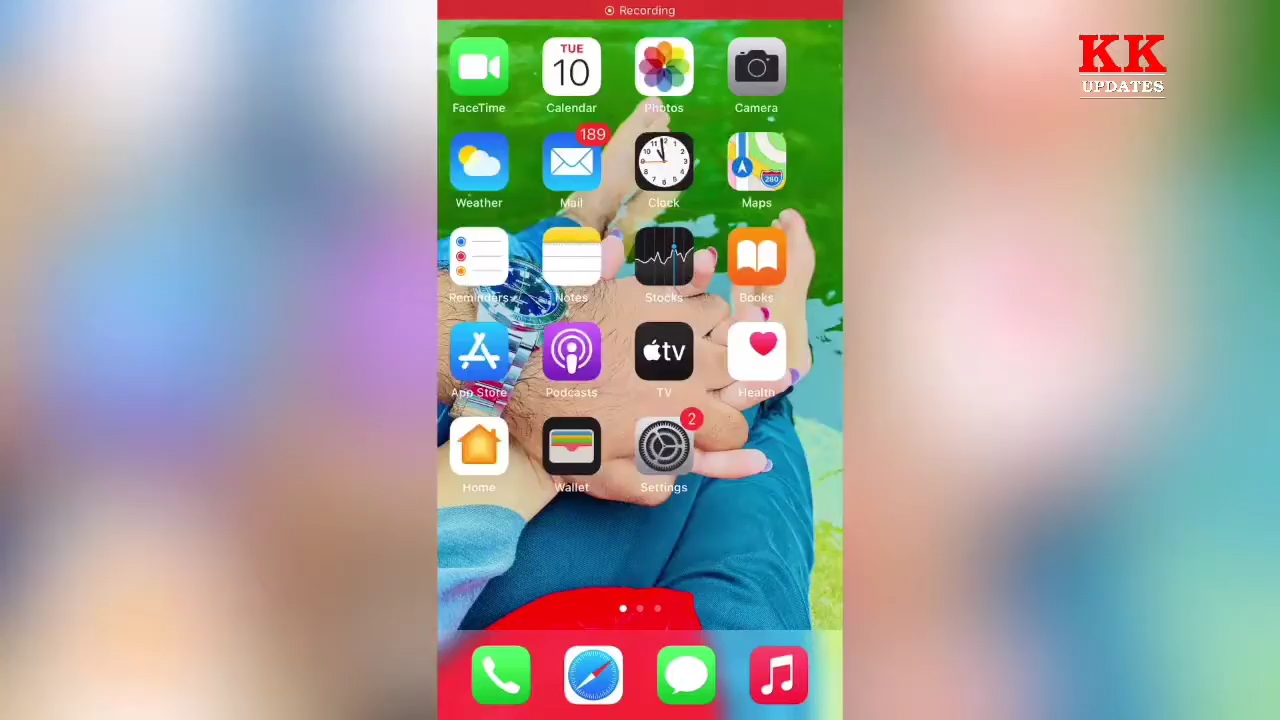 Recording
KK
UPDATES
TUE
10
FaceTime
Calendar
Photos
Camera
189
280
Weather
Mail
Clock
Maps
Reminders
Notes
Stocks
Books
tv
App Store
Podcasts
TV
Health
2
Home
Wallet
Settings